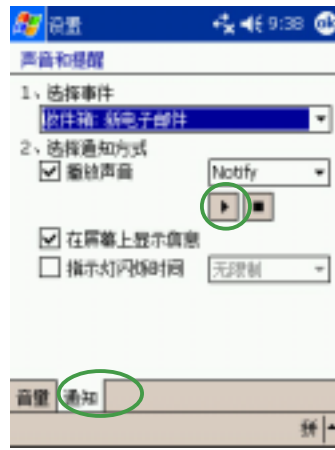 设置 9:38 ok
声音和提醒
1、选择事件
收件箱: 新电子邮件
2、选择通知方式
播放声音 Notify
在屏幕上显示信息
指示灯闪烁时间 无限制
音量 通知
拼